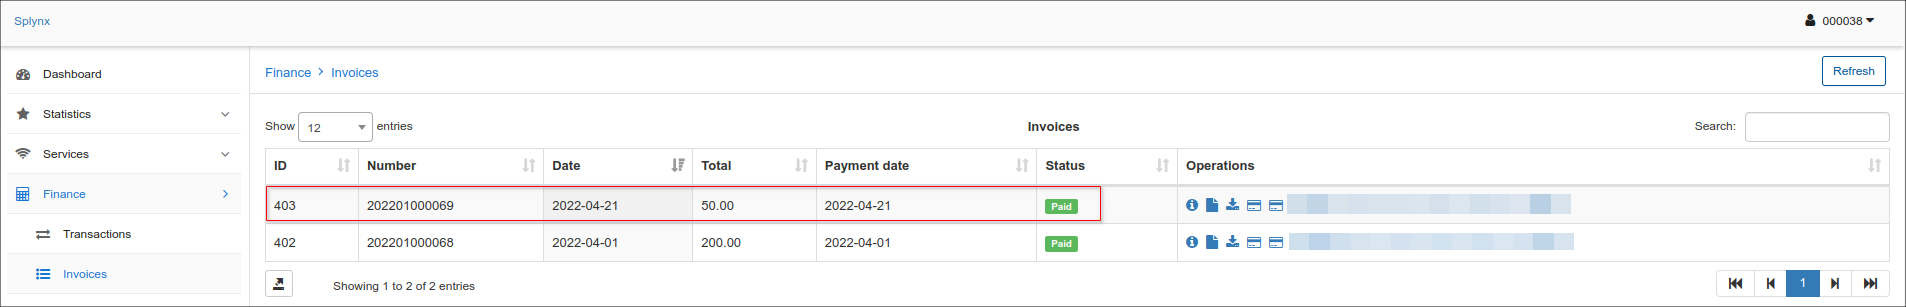 Splynx
000038
Dashboard
Statistics
Services
Finance
Transactions
Invoices
Finance > Invoices
Refresh
Show 12 entries
Invoices
Search:
ID Number Date Total Payment date Status Operations
403 202201000069 2022-04-21 50.00 2022-04-21 Paid
402 202201000068 2022-04-01 200.00 2022-04-01 Paid
Showing 1 to 2 of 2 entries
1